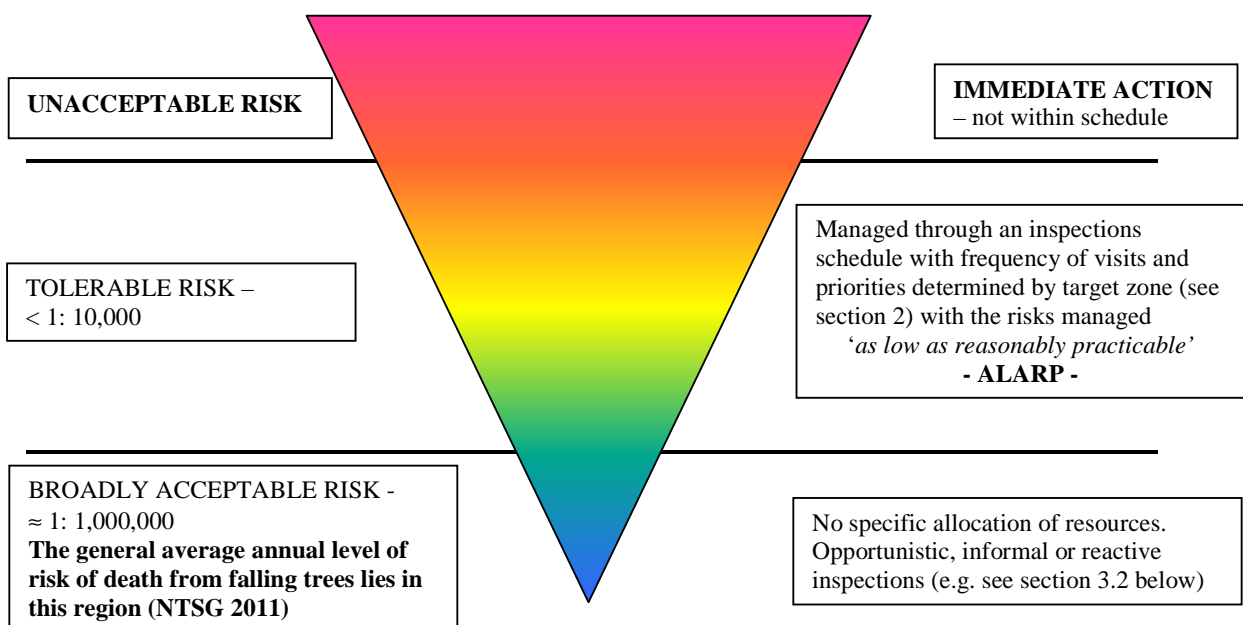 UNACCEPTABLE RISK
IMMEDIATE ACTION
– not within schedule
TOLERABLE RISK –
< 1: 10,000
Managed through an inspections
schedule with frequency of visits and
priorities determined by target zone (see
section 2) with the risks managed
‘as low as reasonably practicable’
- ALARP -
BROADLY ACCEPTABLE RISK -
≈ 1: 1,000,000
The general average annual level of
risk of death from falling trees lies in
this region (NTSG 2011)
No specific allocation of resources.
Opportunistic, informal or reactive
inspections (e.g. see section 3.2 below)